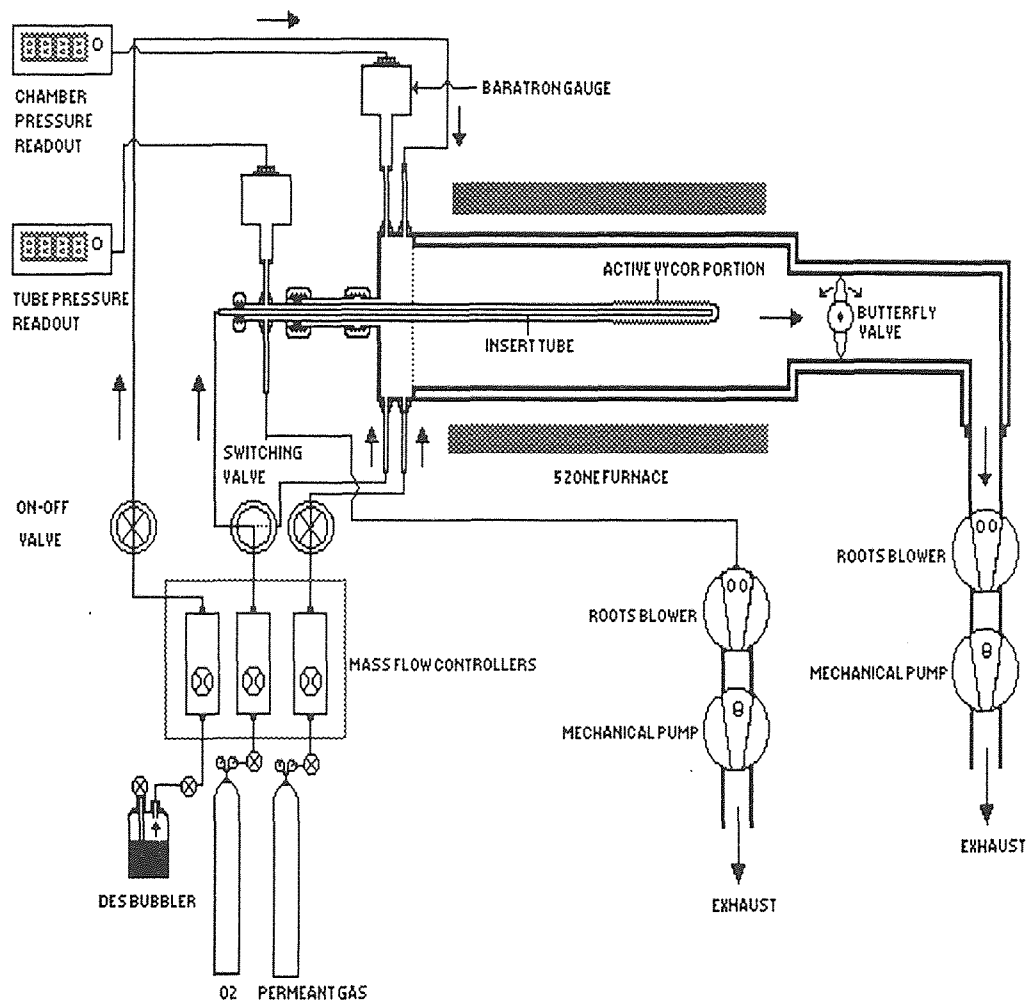 CHAMBER
PRESSURE
READOUT
BARATRON GAUGE
TUBE PRESSURE
READOUT
ACTIVE VYCOR PORTION
INSERT TUBE
BUTTERFLY
VALVE
SWITCHING
VALVE
5 ZONE FURNACE
ON-OFF
VALVE
ROOTS BLOWER
ROOTS BLOWER
MASS FLOW CONTROLLERS
MECHANICAL PUMP
MECHANICAL PUMP
EXHAUST
DES BUBBLER
EXHAUST
O2
PERMEANT GAS